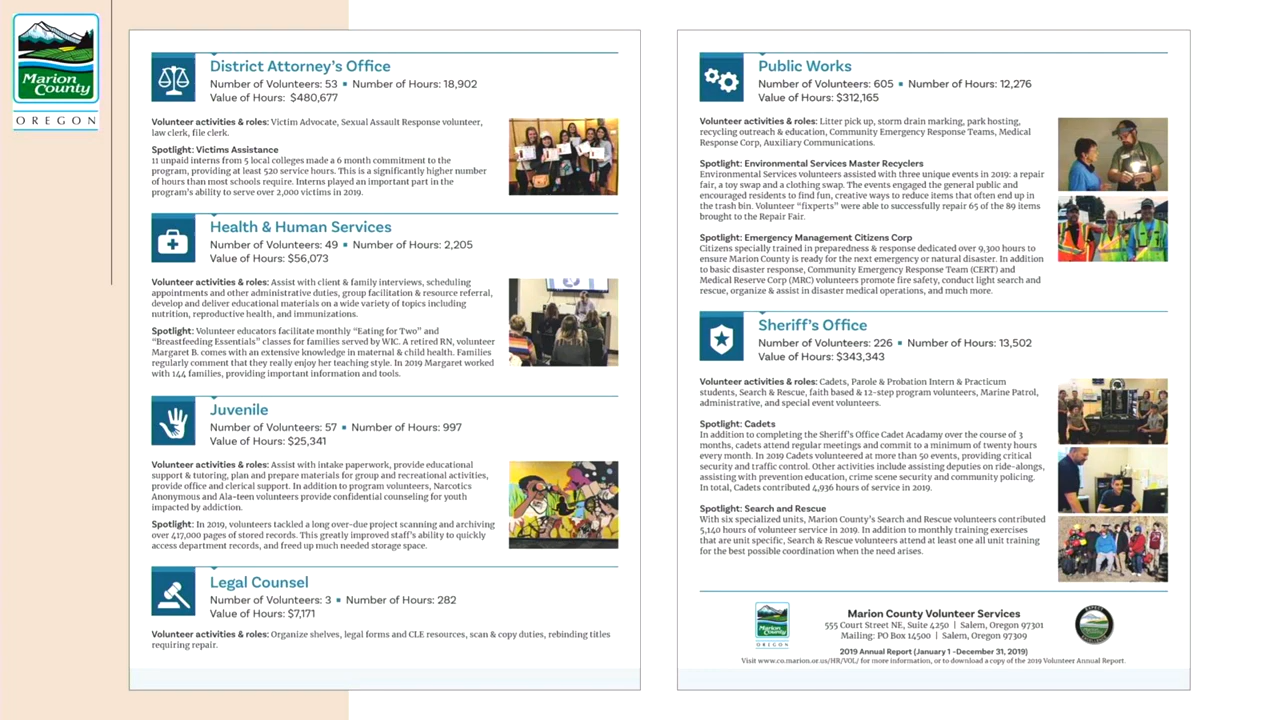 Marion
County
OREGON
District Attorney's Office
Number of Volunteers: 53 ▪ Number of Hours: 18,902
Value of Hours: $480,677
Volunteer activities & roles: Victim Advocate, Sexual Assault Response volunteer,
law clerk, file clerk.
Spotlight: Victims Assistance
11 unpaid interns from 5 local colleges made a 6 month commitment to the
program, providing at least 520 service hours. This is a significantly higher number
of hours than most schools require. Interns played an important part in the
program's ability to serve over 2,000 victims in 2019.
Health & Human Services
Number of Volunteers: 49 ▪ Number of Hours: 2,205
Value of Hours: $56,073
Volunteer activities & roles: Assist with client & family interviews, scheduling
appointments and other administrative duties, group facilitation & resource referral,
develop and deliver educational materials on a wide variety of topics including
nutrition, reproductive health, and immunizations.
Spotlight: Volunteer educators facilitate monthly "Eating for Two" and
"Breastfeeding Essentials" classes for families served by WIC. A retired RN, volunteer
Margaret B. comes with an extensive knowledge in maternal & child health. Families
regularly comment that they really enjoy her teaching style. In 2019 Margaret worked
with 144 families, providing important information and tools.
Juvenile
Number of Volunteers: 57 ▪ Number of Hours: 997
Value of Hours: $25,341
Volunteer activities & roles: Assist with intake paperwork, provide educational
support & tutoring, plan and prepare materials for group and recreational activities,
provide office and clerical support. In addition to program volunteers, Narcotics
Anonymous and Ala-teen volunteers provide confidential counseling for youth
impacted by addiction.
Spotlight: In 2019, volunteers tackled a long over-due project scanning and archiving
over 417,000 pages of stored records. This greatly improved staff's ability to quickly
access department records, and freed up much needed storage space.
Legal Counsel
Number of Volunteers: 3 ▪ Number of Hours: 282
Value of Hours: $7,171
Volunteer activities & roles: Organize shelves, legal forms and CLE resources, scan & copy duties, rebinding titles
requiring repair.
Public Works
Number of Volunteers: 605 ▪ Number of Hours: 12,276
Value of Hours: $312,165
Volunteer activities & roles: Litter pick up, storm drain marking, park hosting,
recycling outreach & education, Community Emergency Response Teams, Medical
Response Corp, Auxiliary Communications.
Spotlight: Environmental Services Master Recyclers
Environmental Services volunteers assisted with three unique events in 2019: a repair
fair, a toy swap and a clothing swap. The events engaged the general public and
encouraged residents to find fun, creative ways to reduce items that often end up in
the trash bin. Volunteer "fixperts" were able to successfully repair 65 of the 89 items
brought to the Repair Fair.
Spotlight: Emergency Management Citizens Corp
Citizens specially trained in preparedness & response dedicated over 9,300 hours to
ensure Marion County is ready for the next emergency or natural disaster. In addition
to basic disaster response, Community Emergency Response Team (CERT) and
Medical Reserve Corp (MRC) volunteers promote fire safety, conduct light search and
rescue, organize & assist in disaster medical operations, and much more.
Sheriff's Office
Number of Volunteers: 226 ▪ Number of Hours: 13,502
Value of Hours: $343,343
Volunteer activities & roles: Cadets, Parole & Probation Intern & Practicum
students, Search & Rescue, faith based & 12-step program volunteers, Marine Patrol,
administrative, and special event volunteers.
Spotlight: Cadets
In addition to completing the Sheriff's Office Cadet Acadamy over the course of 3
months, cadets attend regular meetings and commit to a minimum of twenty hours
every month. In 2019 Cadets volunteered at more than 50 events, providing critical
security and traffic control. Other activities include assisting deputies on ride-alongs,
assisting with prevention education, crime scene security and community policing.
In total, Cadets contributed 4,936 hours of service in 2019.
Spotlight: Search and Rescue
With six specialized units, Marion County's Search and Rescue volunteers contributed
5,140 hours of volunteer service in 2019. In addition to monthly training exercises
that are unit specific, Search & Rescue volunteers attend at least one all unit training
for the best possible coordination when the need arises.
Marion
County
OREGON
Marion County Volunteer Services
555 Court Street NE, Suite 4250 | Salem, Oregon 97301
Mailing: PO Box 14500 | Salem, Oregon 97309
2019 Annual Report (January 1 -December 31, 2019)
Visit www.co.marion.or.us/HR/VOL/ for more information, or to download a copy of the 2019 Volunteer Annual Report.